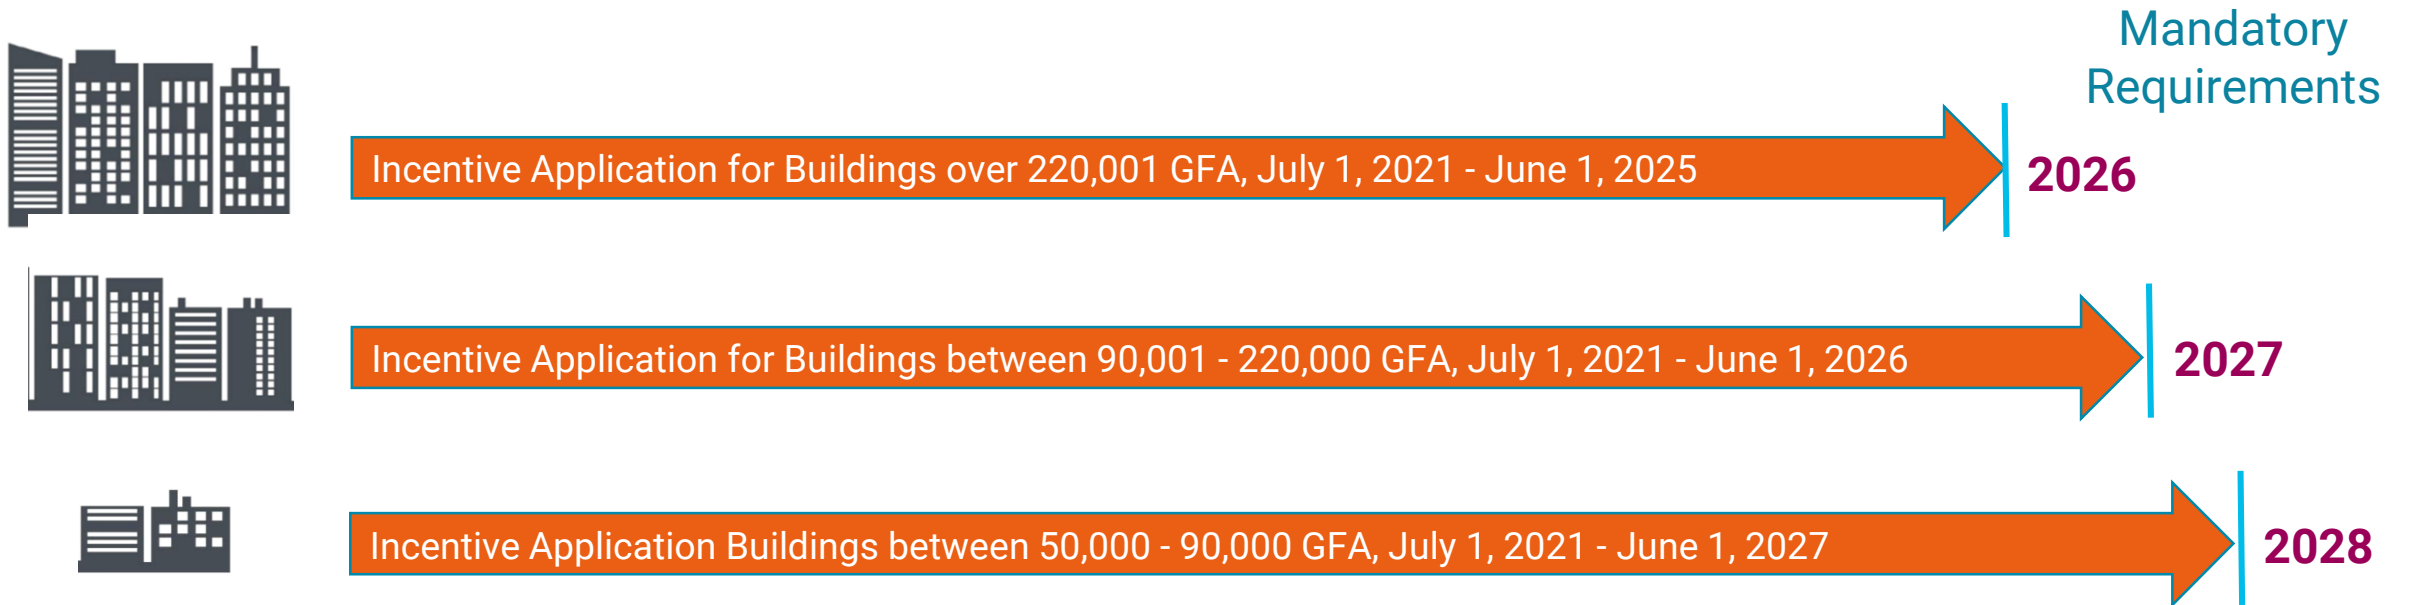 Mandatory
Requirements
Incentive Application for Buildings over 220,001 GFA, July 1, 2021 - June 1, 2025
2026
Incentive Application for Buildings between 90,001 - 220,000 GFA, July 1, 2021 - June 1, 2026
2027
Incentive Application Buildings between 50,000 - 90,000 GFA, July 1, 2021 - June 1, 2027
2028